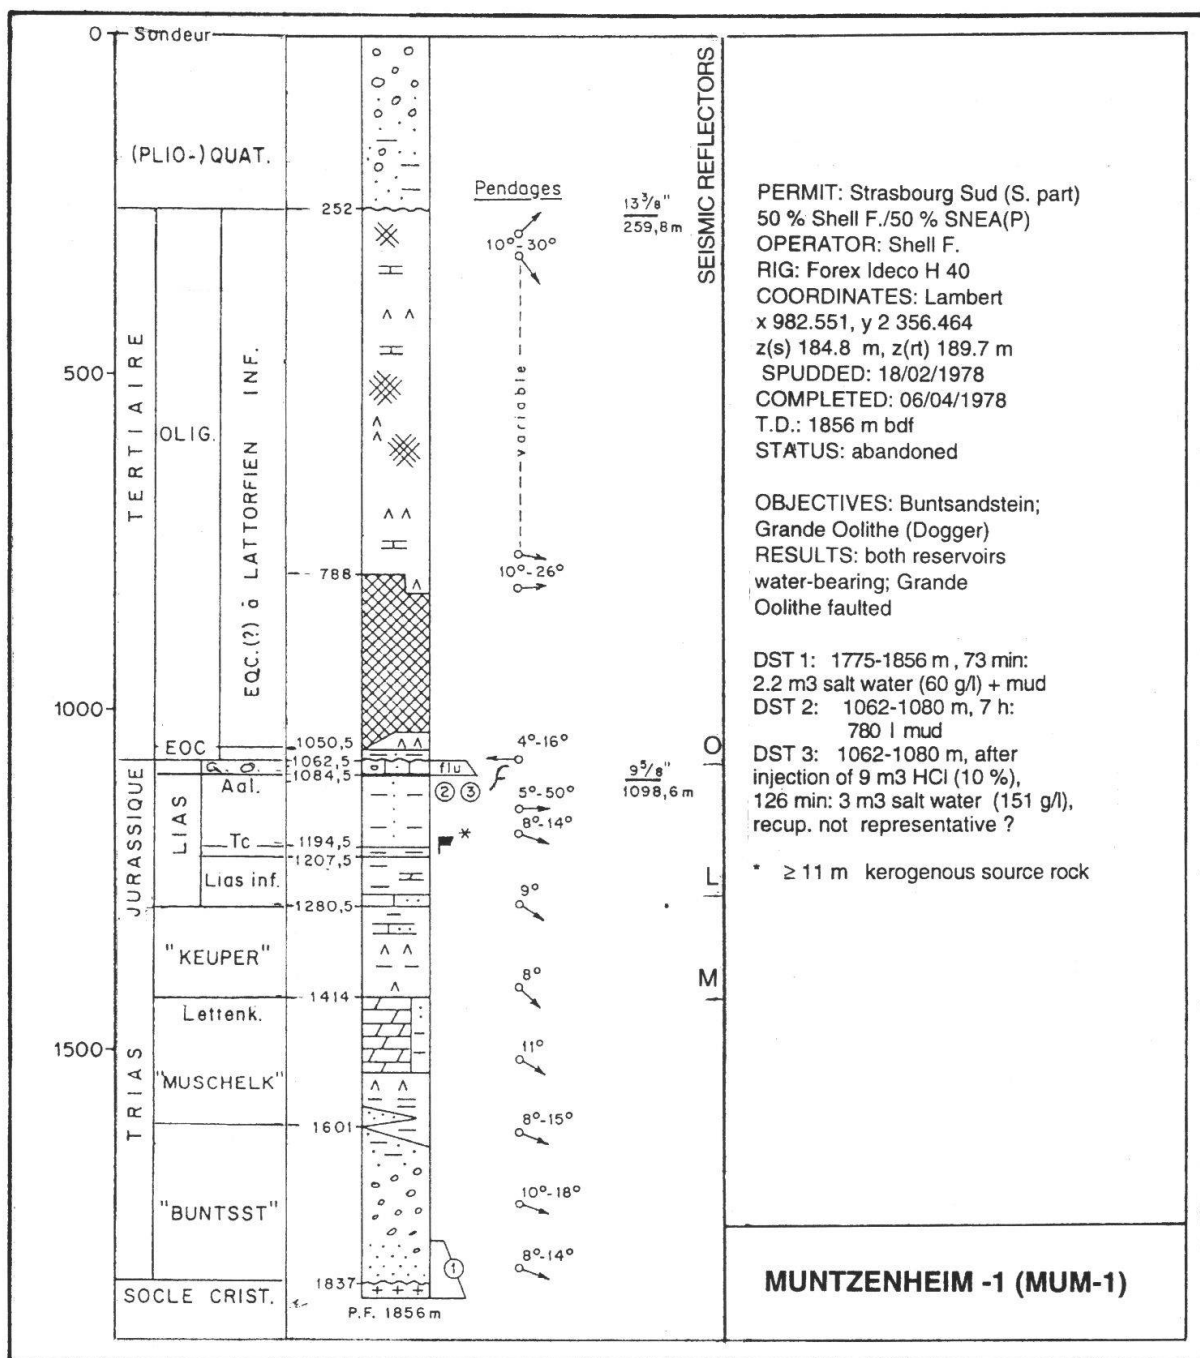 0
Sondeur
(PLIO-)QUAT.
252
TERTIAIRE
OLIG.
EOC.(?) à LATTORFIEN INF.
500
788
1000
EOC
1050,5
1062,5
G. O.
1084,5
Aal.
JURASSIQUE
LIAS
Tc
1194,5
1207,5
Lias inf.
1280,5
"KEUPER"
1414
Lettenk.
1500
"MUSCHELK"
TRIAS
1601
"BUNTSST"
1837
SOCLE CRIST.
P.F. 1856m
flu
2 3
f
*
1
Pendages
10°-30°
variable
10°-26°
4°-16°
5°-50°
8°-14°
9°
8°
11°
8°-15°
10°-18°
8°-14°
13 3/8"
259,8m
9 5/8"
1098,6m
SEISMIC REFLECTORS
O
L
M
PERMIT: Strasbourg Sud (S. part)
50 % Shell F./50 % SNEA(P)
OPERATOR: Shell F.
RIG: Forex Ideco H 40
COORDINATES: Lambert
x 982.551, y 2 356.464
z(s) 184.8 m, z(rt) 189.7 m
SPUDDED: 18/02/1978
COMPLETED: 06/04/1978
T.D.: 1856 m bdf
STATUS: abandoned
OBJECTIVES: Buntsandstein;
Grande Oolithe (Dogger)
RESULTS: both reservoirs
water-bearing; Grande
Oolithe faulted
DST 1: 1775-1856 m , 73 min:
2.2 m3 salt water (60 g/l) + mud
DST 2: 1062-1080 m, 7 h:
780 l mud
DST 3: 1062-1080 m, after
injection of 9 m3 HCl (10 %),
126 min: 3 m3 salt water (151 g/l),
recup. not representative ?
* ≥ 11 m kerogenous source rock
MUNTZENHEIM -1 (MUM-1)